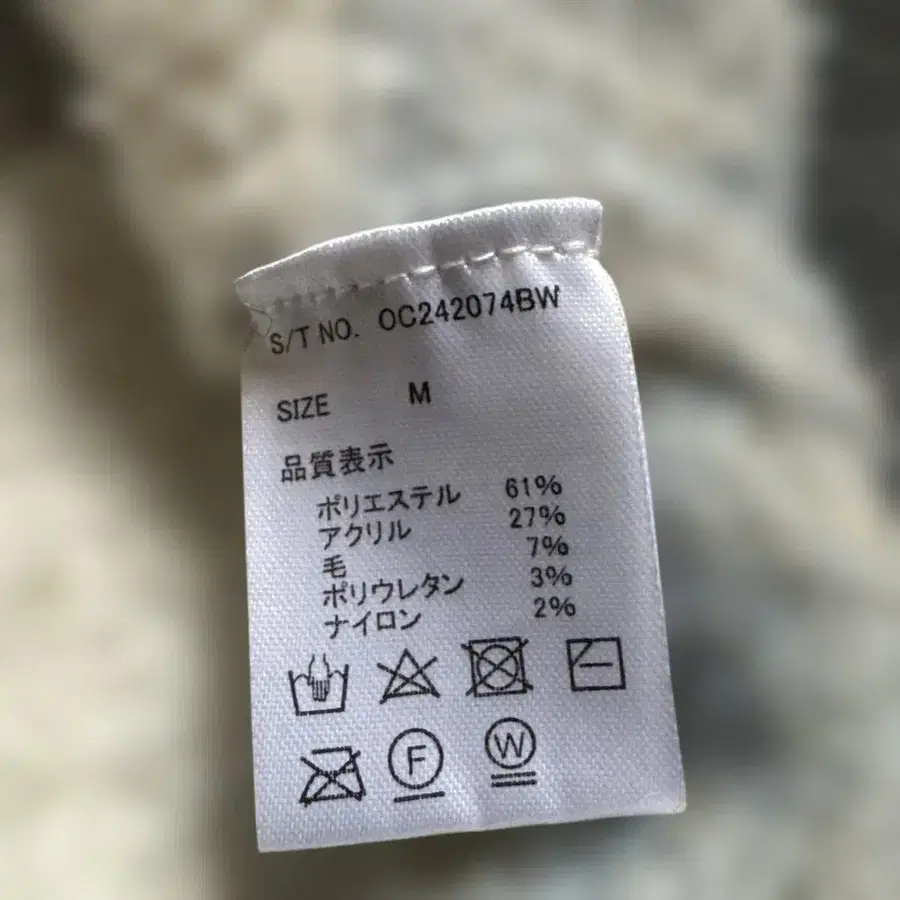 S/T NO. OC242074BW
SIZE M
品質表示
ポリエステル 61%
アクリル 27%
毛 7%
ポリウレタン 3%
ナイロン 2%
F W